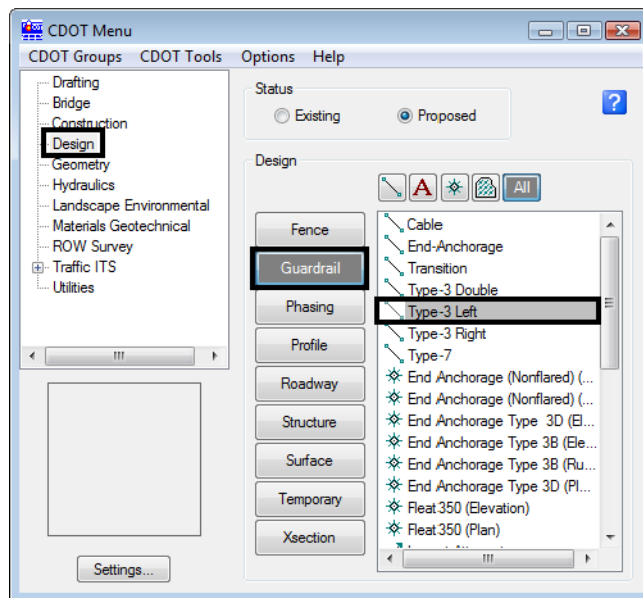 CDOT Menu
CDOT Groups CDOT Tools Options Help
Drafting
Bridge
Construction
Design
Geometry
Hydraulics
Landscape Environmental
Materials Geotechnical
ROW Survey
Traffic ITS
Utilities
Settings...
Status
Existing
Proposed
?
Design
A
All
Fence
Guardrail
Phasing
Profile
Roadway
Structure
Surface
Temporary
Xsection
Cable
End-Anchorage
Transition
Type-3 Double
Type-3 Left
Type-3 Right
Type-7
End Anchorage (Nonflared) (...
End Anchorage (Nonflared) (...
End Anchorage Type 3D (El...
End Anchorage Type 3B (Ele...
End Anchorage Type 3B (Ru...
End Anchorage Type 3D (Pl...
Fleat350 (Elevation)
Fleat350 (Plan)